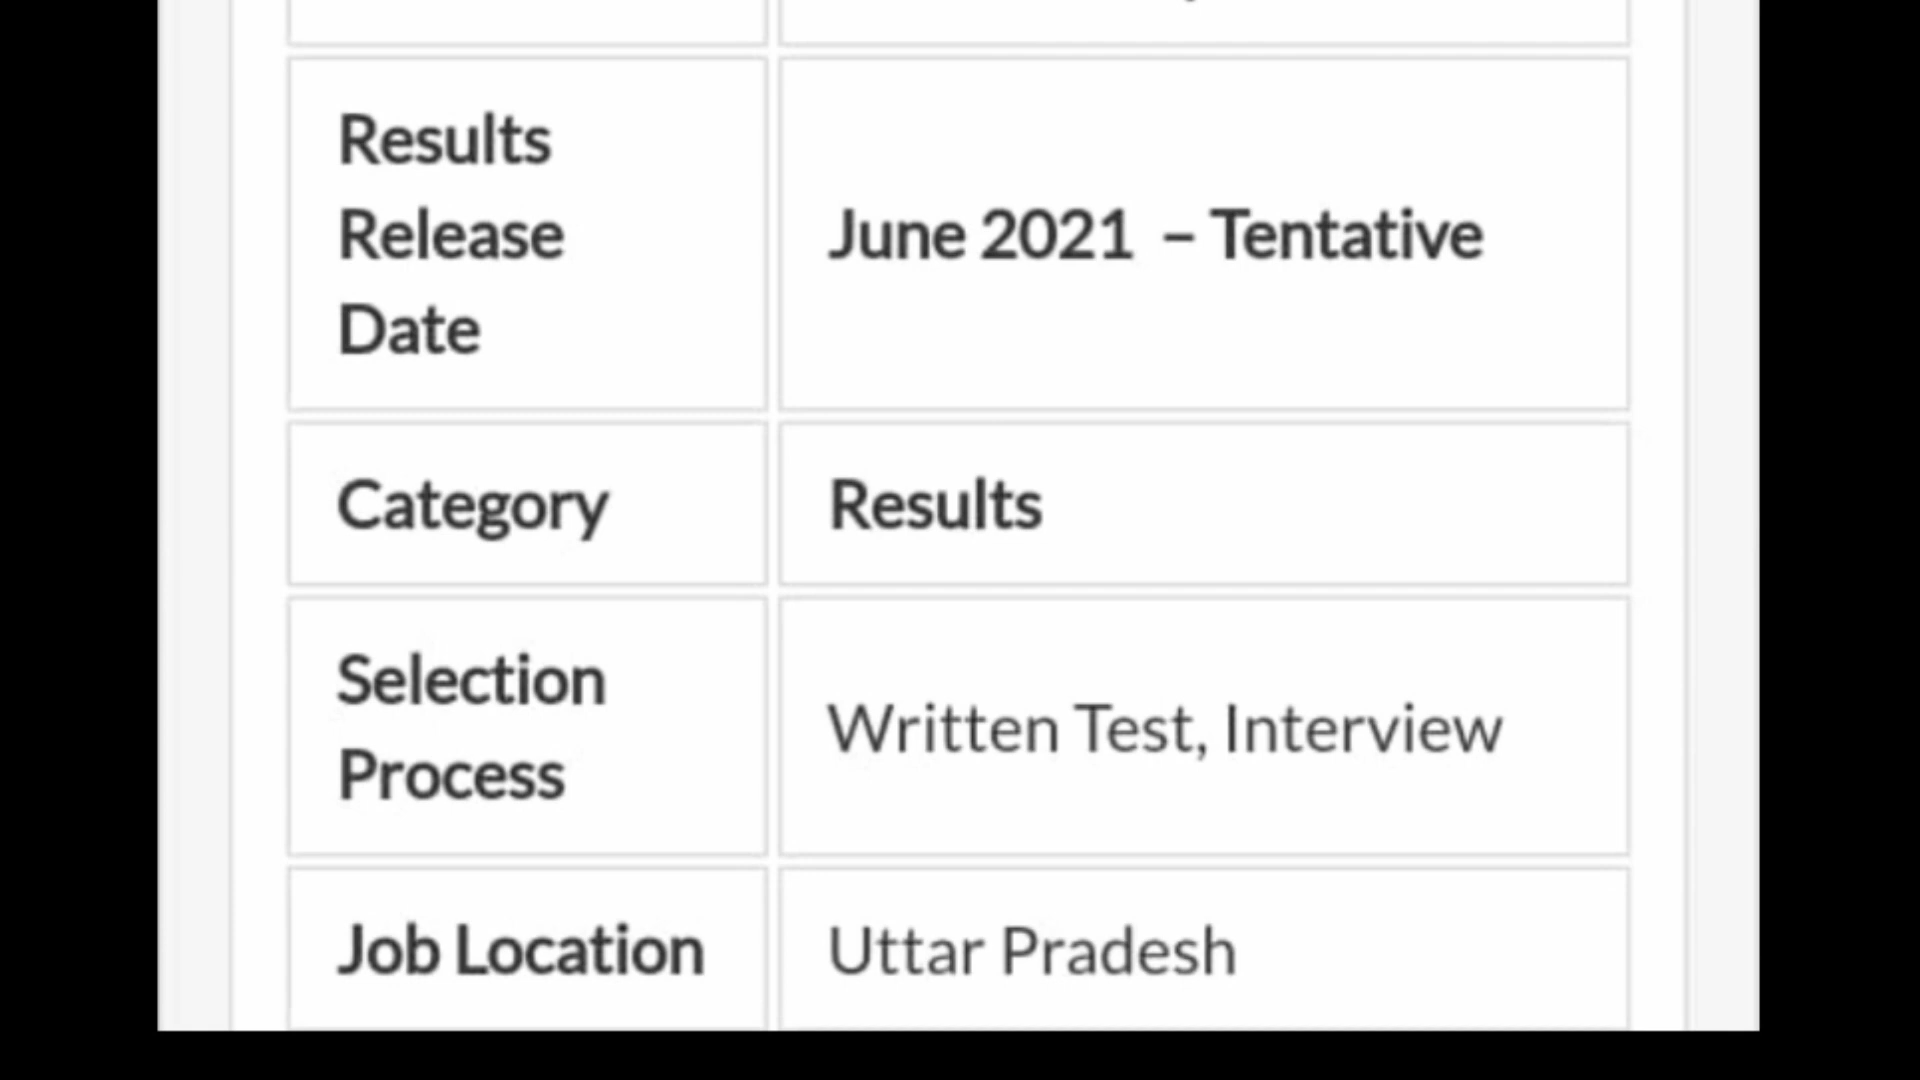 Results
Release
Date
June 2021 – Tentative
Category
Results
Selection
Process
Written Test, Interview
Job Location
Uttar Pradesh